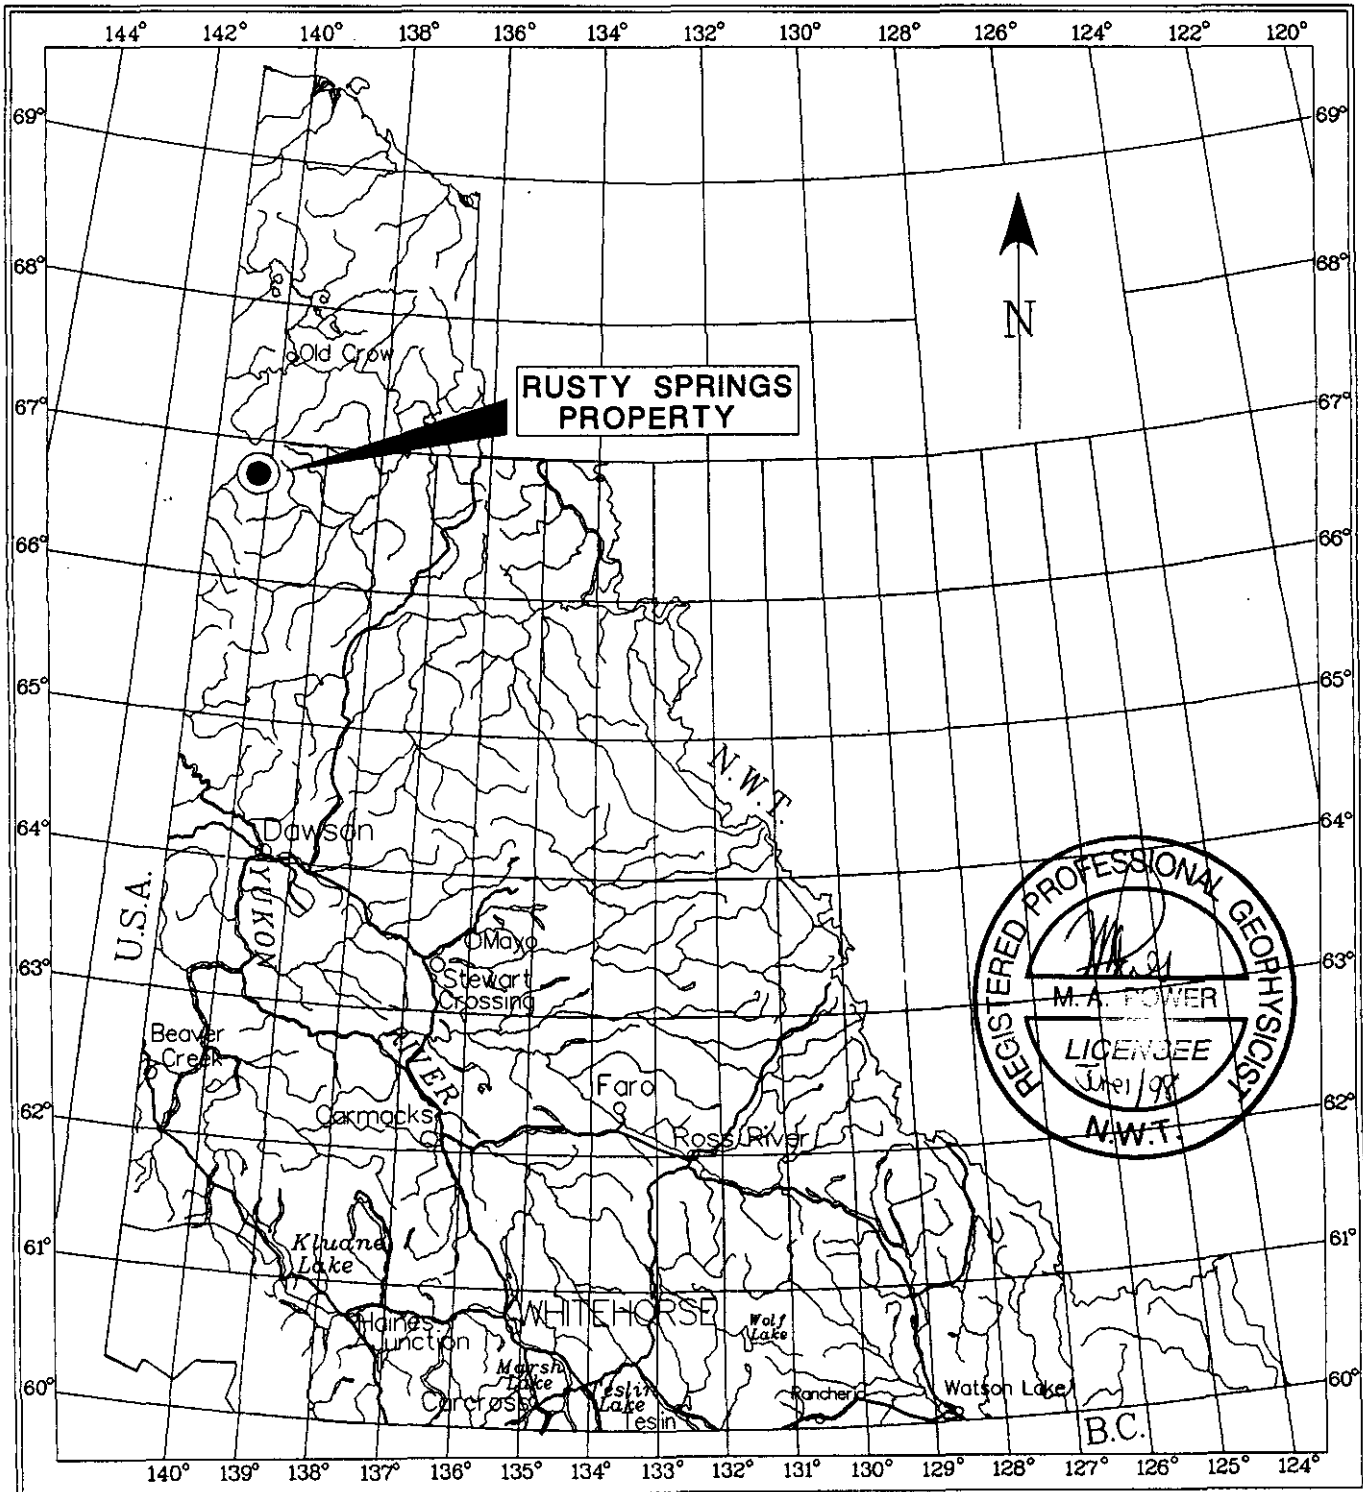 144° 142° 140° 138° 136° 134° 132° 130° 128° 126° 124° 122° 120°
69° 69°
68° 68°
N
Old Crow
RUSTY SPRINGS
PROPERTY
67° 67°
66° 66°
65° 65°
N.W.T.
64° 64°
Dawson
U.S.A.
YUKON
RIVER
Mayo
Stewart
Crossing
63° 63°
REGISTERED PROFESSIONAL GEOPHYSICIST
M. A. POWER
LICENSEE
June 1/98
N.W.T.
Beaver
Creek
Faro
62° 62°
Carmacks
Ross River
61° 61°
Kluane
Lake
WHITEHORSE
Haines
Junction
Wolf
Lake
Marsh
Lake
Carcross
Teslin
Lake
Teslin
Rancheria
Watson Lake
60° 60°
B.C.
140° 139° 138° 137° 136° 135° 134° 133° 132° 131° 130° 129° 128° 127° 126° 125° 124°